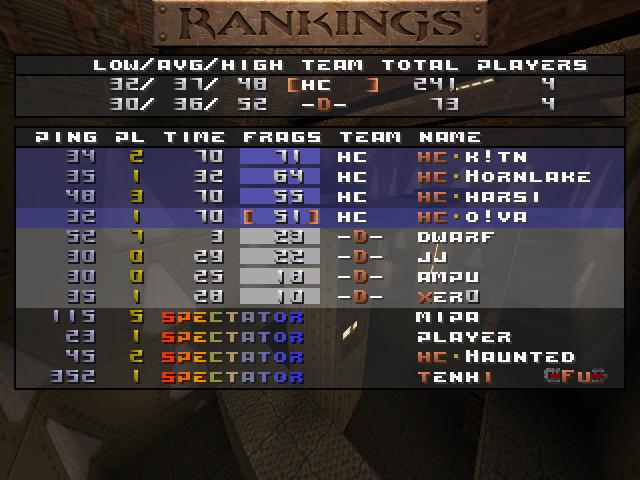 RANKINGS
LOW/AVG/HIGH TEAM TOTAL PLAYERS
32/ 37/ 48 [HC ] 241 4
30/ 36/ 52 -D- 73 4
PING PL TIME FRAGS TEAM NAME
34 2 70 71 HC HC·K!TN
35 1 32 64 HC HC·HORNLAKE
48 3 70 55 HC HC·HARSI
32 1 70 [ 51 ] HC HC·O!VA
52 7 3 23 -D- DWARF
30 0 29 22 -D- JJ
30 0 25 18 -D- AMPU
35 1 28 10 -D- XERO
115 5 SPECTATOR MIPA
23 1 SPECTATOR PLAYER
45 2 SPECTATOR HC·HAUNTED
352 1 SPECTATOR TENHI FU